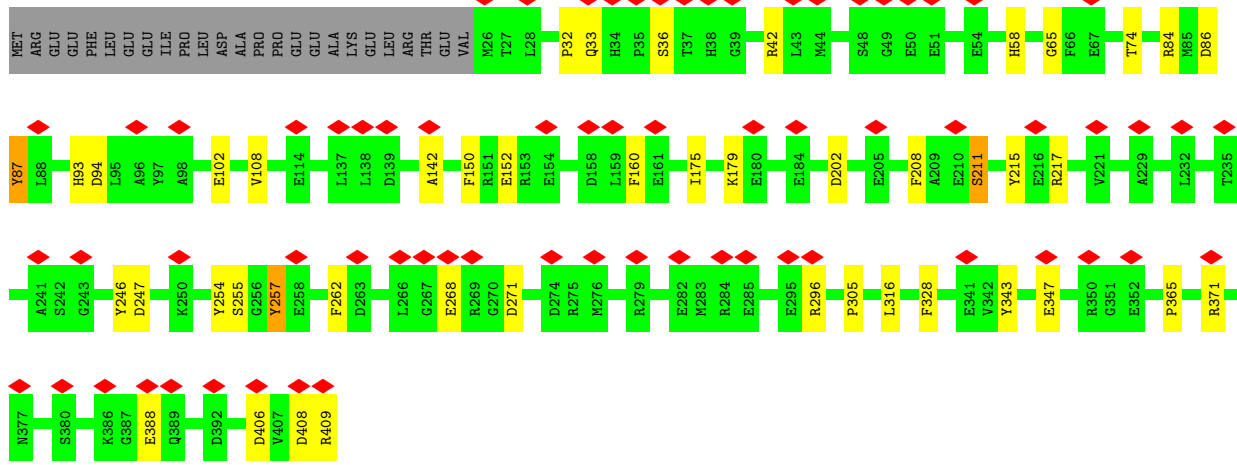 MET ARG GLU GLU PHE LEU GLU GLU ILE PRO LEU ASP ALA PRO PRO GLU GLU ALA LYS GLU LEU ARG THR GLU VAL M26 T27 L28 P32 Q33 H34 P35 S36 T37 H38 G39 R42 L43 M44 S48 G49 E50 E51 E54 H58 G65 F66 E67 T74 R84 M85 D86
Y87 L88 H93 D94 L95 A96 Y97 A98 E102 V108 E114 L137 L138 D139 A142 F150 R151 E152 R153 E154 D158 L159 F160 E161 I175 K179 E180 E184 D202 E205 F208 A209 E210 S211 Y215 E216 R217 V221 A229 L232 T235
A241 S242 G243 Y246 D247 K250 Y254 S255 G256 Y257 E258 F262 D263 L266 G267 E268 R269 G270 D271 D274 R275 M276 R279 E282 M283 R284 E285 E295 R296 P305 L316 F328 E341 V342 Y343 E347 R350 G351 E352 P365 R371
N377 S380 K386 G387 E388 Q389 D392 D406 V407 D408 R409